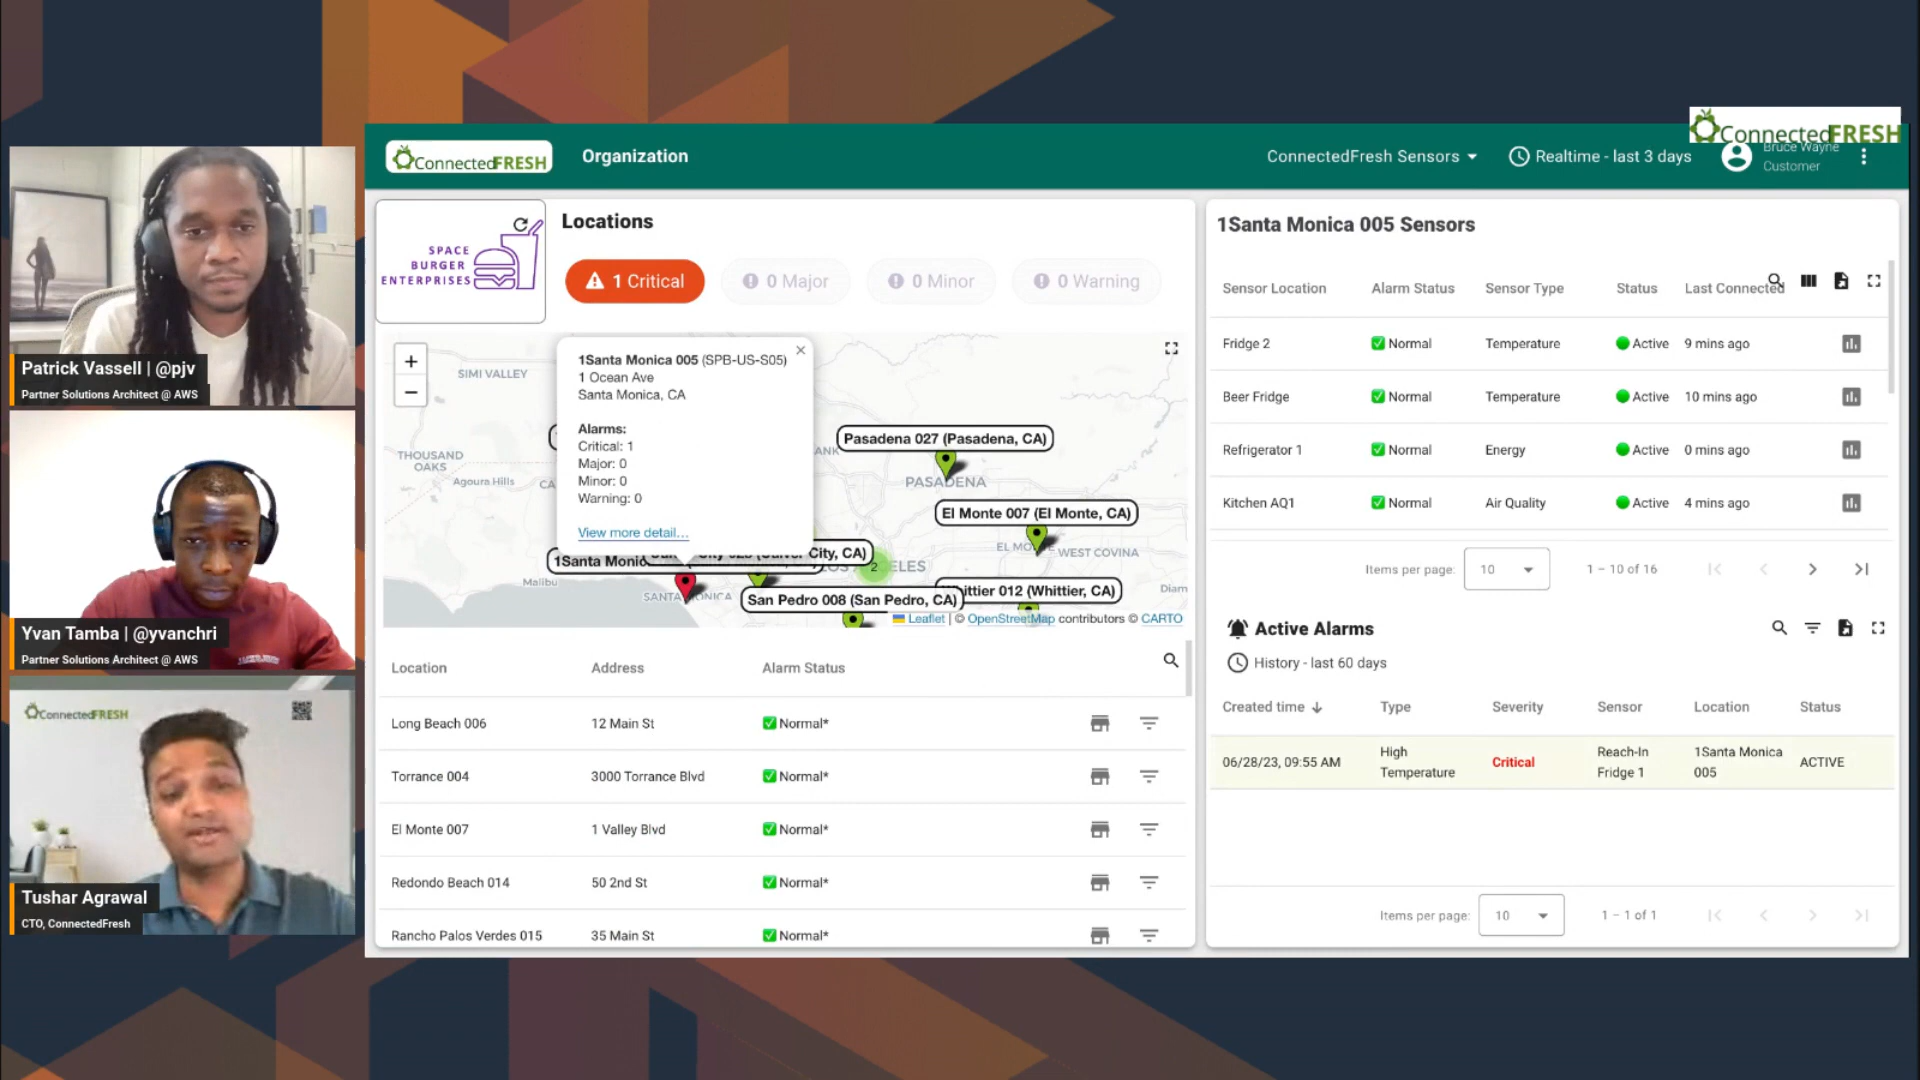 ConnectedFRESH
Organization
ConnectedFresh Sensors
Realtime - last 3 days
ConnectedFRESH
Bruce Wayne
Customer
Patrick Vassell | @pjv
Partner Solutions Architect @ AWS
Yvan Tamba | @yvanchri
Partner Solutions Architect @ AWS
ConnectedFRESH
Tushar Agrawal
CTO, ConnectedFresh
SPACE
BURGER
ENTERPRISES
Locations
1 Critical
0 Major
0 Minor
0 Warning
+
−
SIMI VALLEY
THOUSAND
OAKS
Agoura Hills
Malibu
1Santa Monica 005 (SPB-US-S05)
1 Ocean Ave
Santa Monica, CA
Alarms:
Critical: 1
Major: 0
Minor: 0
Warning: 0
View more detail...
Pasadena 027 (Pasadena, CA)
PASADENA
El Monte 007 (El Monte, CA)
WEST COVINA
City, CA)
2
San Pedro 008 (San Pedro, CA)
(Whittier, CA)
Leaflet | © OpenStreetMap contributors © CARTO
Location Address Alarm Status
Long Beach 006 12 Main St Normal*
Torrance 004 3000 Torrance Blvd Normal*
El Monte 007 1 Valley Blvd Normal*
Redondo Beach 014 50 2nd St Normal*
Rancho Palos Verdes 015 35 Main St Normal*
1Santa Monica 005 Sensors
Sensor Location Alarm Status Sensor Type Status Last Connected
Fridge 2 Normal Temperature Active 9 mins ago
Beer Fridge Normal Temperature Active 10 mins ago
Refrigerator 1 Normal Energy Active 0 mins ago
Kitchen AQ1 Normal Air Quality Active 4 mins ago
Items per page: 10 1 – 10 of 16
Active Alarms
History - last 60 days
Created time Type Severity Sensor Location Status
06/28/23, 09:55 AM High Temperature Critical Reach-In Fridge 1 1Santa Monica 005 ACTIVE
Items per page: 10 1 – 1 of 1